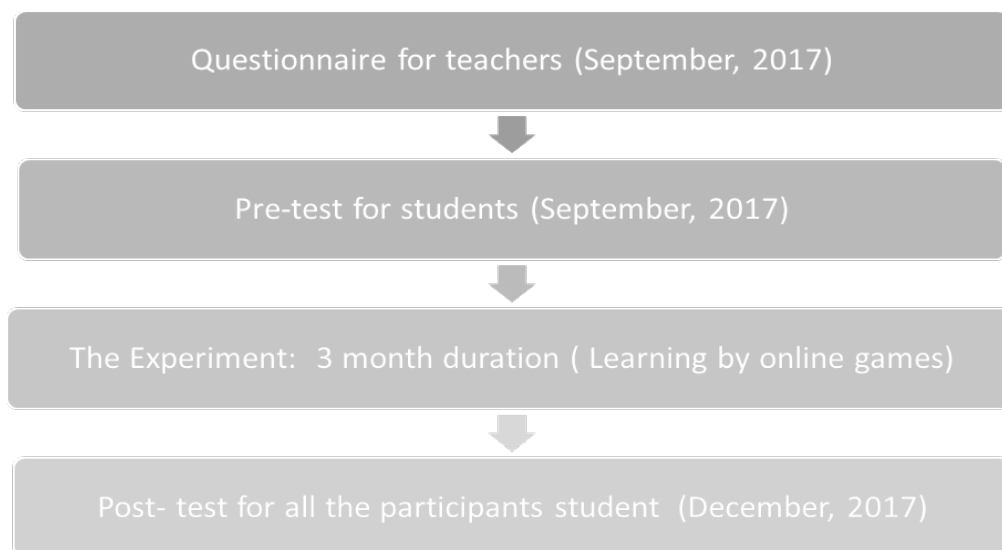 Questionnaire for teachers (September, 2017)
Pre-test for students (September, 2017)
The Experiment:  3 month duration ( Learning by online games)
Post- test for all the participants student  (December, 2017)